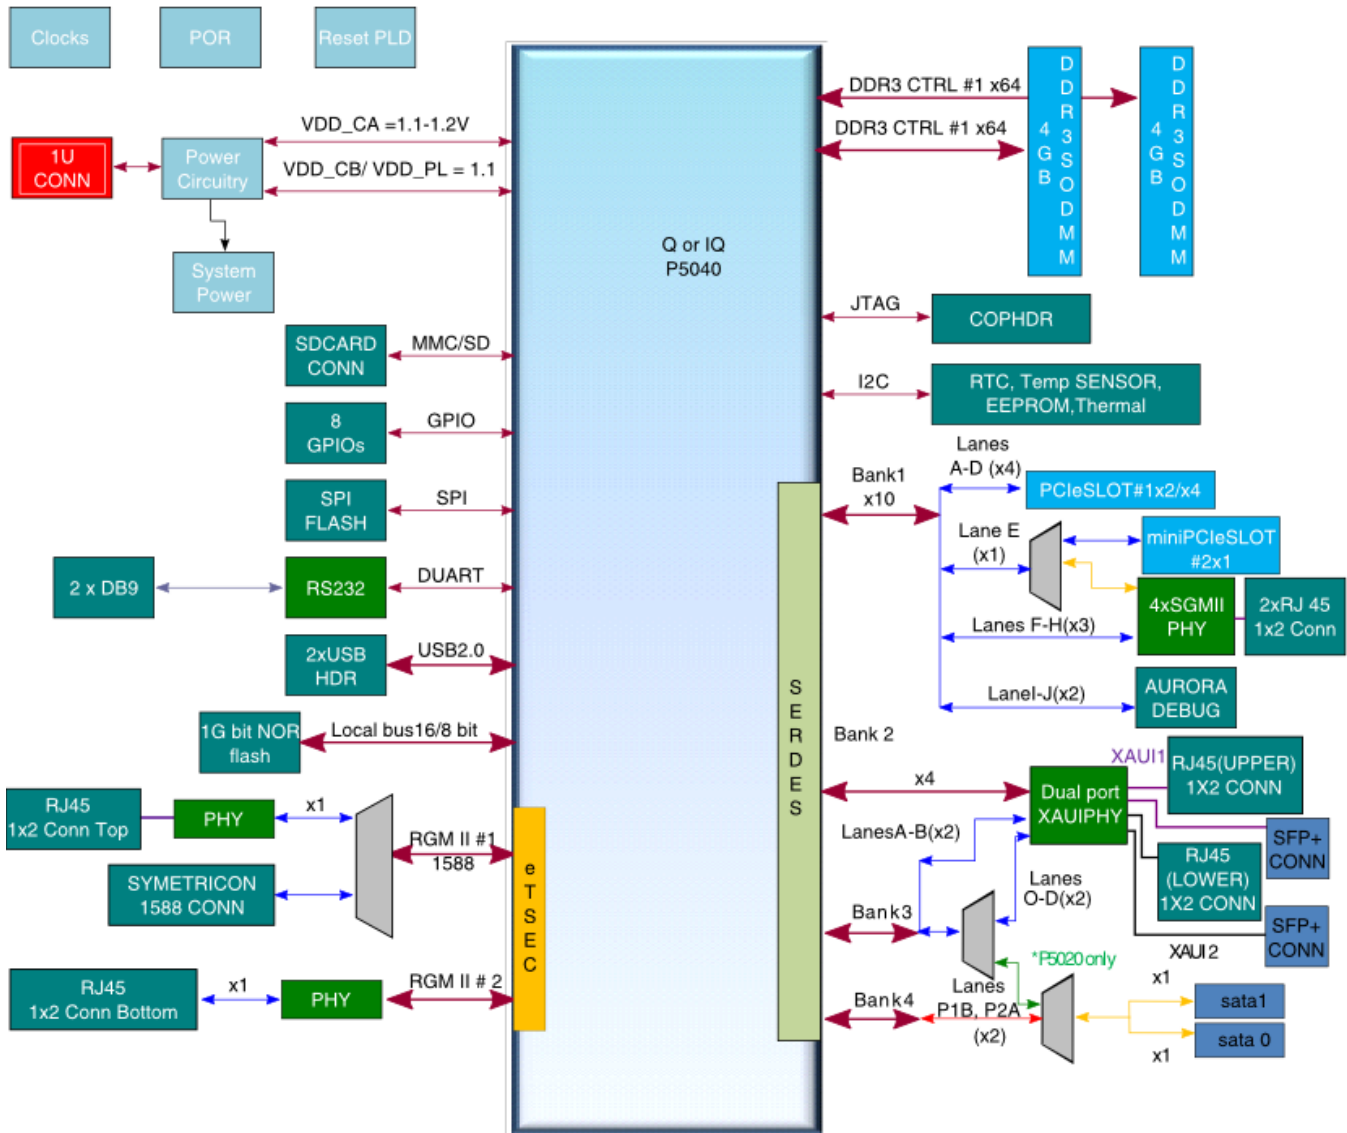 Clocks
POR
Reset PLD
1U
CONN
Power
Circuitry
System
Power
VDD_CA =1.1-1.2V
VDD_CB/ VDD_PL = 1.1
SDCARD
CONN
MMC/SD
8
GPIOs
GPIO
SPI
FLASH
SPI
2 x DB9
RS232
DUART
2xUSB
HDR
USB2.0
1G bit NOR
flash
Local bus16/8 bit
RJ45
1x2 Conn Top
PHY
x1
SYMETRICON
1588 CONN
RGM II #1
1588
RJ45
1x2 Conn Bottom
x1
PHY
RGM II # 2
eTSEC
Q or IQ
P5040
SERDES
DDR3 CTRL #1 x64
DDR3 CTRL #1 x64
4GB
DDR3SODMM
4GB
DDR3SODMM
JTAG
COPHDR
I2C
RTC, Temp SENSOR,
EEPROM,Thermal
Bank1
x10
Lanes
A-D (x4)
PCIeSLOT#1x2/x4
Lane E
(x1)
miniPCIeSLOT
#2x1
4xSGMII
PHY
2xRJ 45
1x2 Conn
Lanes F-H(x3)
LaneI-J(x2)
AURORA
DEBUG
Bank 2
x4
XAUI1
Dual port
XAUIPHY
RJ45(UPPER)
1X2 CONN
SFP+
CONN
RJ45
(LOWER)
1X2 CONN
SFP+
CONN
XAUI 2
LanesA-B(x2)
Lanes
O-D(x2)
Bank3
*P5020 only
Bank4
Lanes
P1B, P2A
(x2)
x1
sata1
sata 0
x1